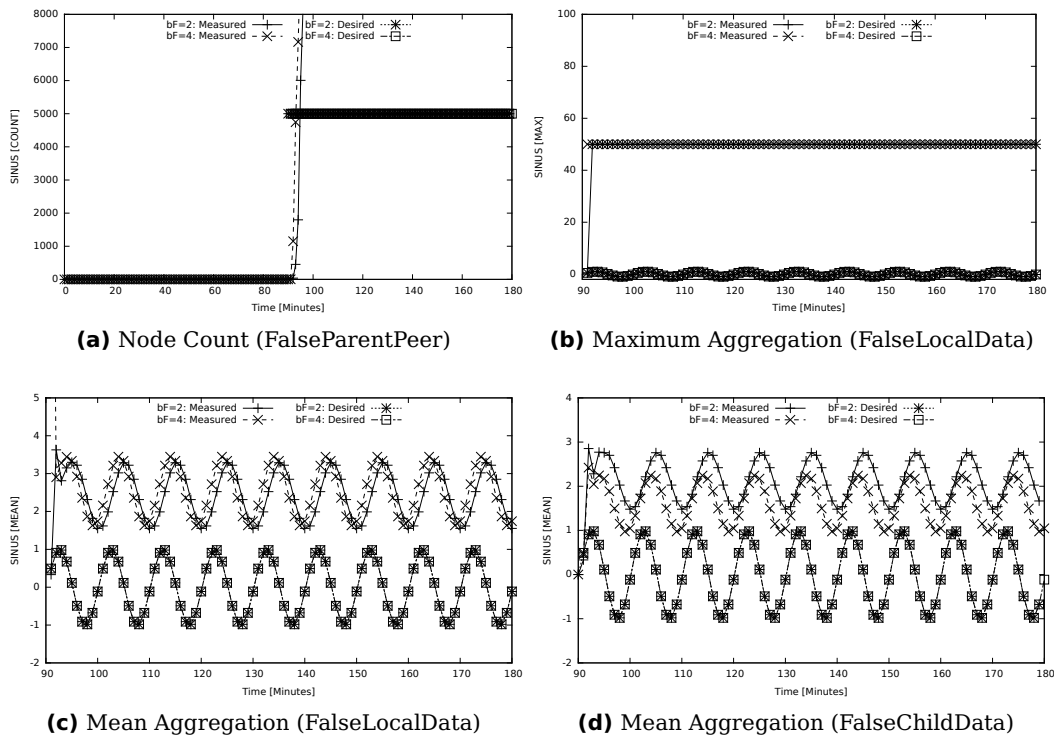 8000
7000
6000
5000
4000
3000
2000
1000
0
SINUS [COUNT]
bF=2: Measured
bF=4: Measured
bF=2: Desired
bF=4: Desired
0 20 40 60 80 100 120 140 160 180
Time [Minutes]
(a) Node Count (FalseParentPeer)
100
80
60
40
20
0
SINUS [MAX]
bF=2: Measured
bF=4: Measured
bF=2: Desired
bF=4: Desired
90 100 110 120 130 140 150 160 170 180
Time [Minutes]
(b) Maximum Aggregation (FalseLocalData)
5
4
3
2
1
0
-1
-2
SINUS [MEAN]
bF=2: Measured
bF=4: Measured
bF=2: Desired
bF=4: Desired
90 100 110 120 130 140 150 160 170 180
Time [Minutes]
(c) Mean Aggregation (FalseLocalData)
4
3
2
1
0
-1
-2
SINUS [MEAN]
bF=2: Measured
bF=4: Measured
bF=2: Desired
bF=4: Desired
90 100 110 120 130 140 150 160 170 180
Time [Minutes]
(d) Mean Aggregation (FalseChildData)